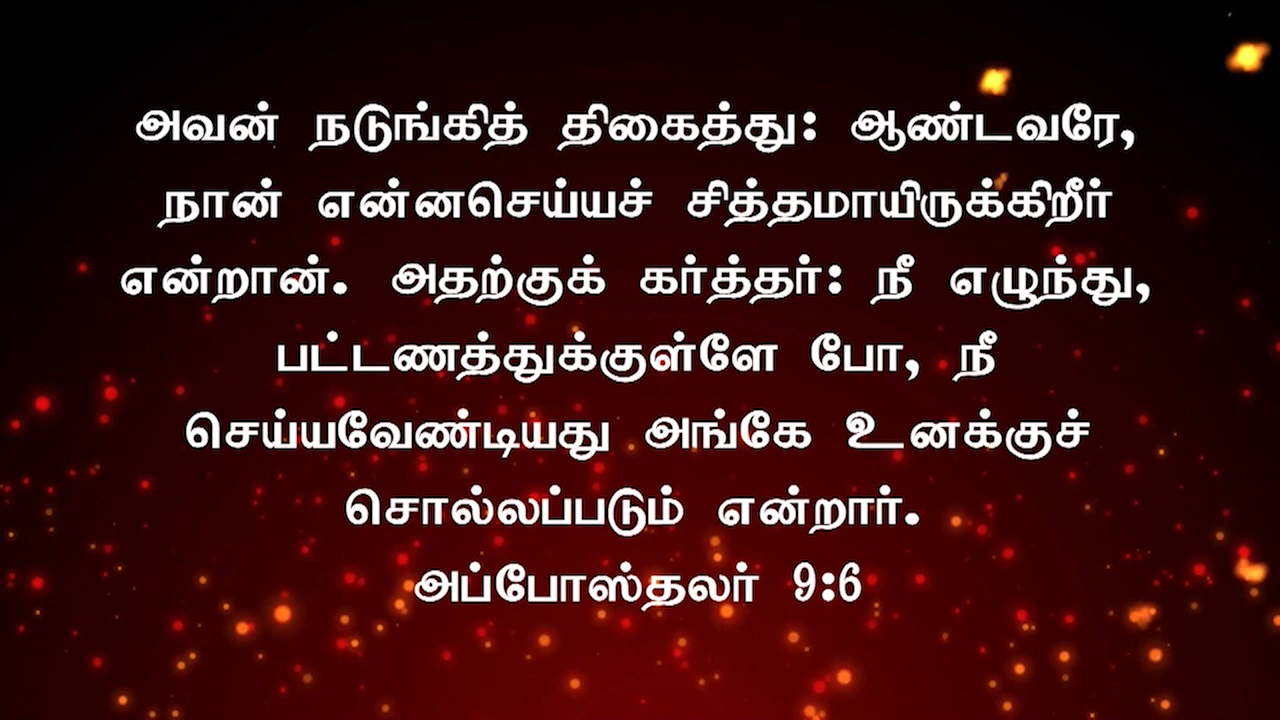 அவன் நடுங்கித் திகைத்து: ஆண்டவரே,
நான் என்னசெய்யச் சித்தமாயிருக்கிறீர்
என்றான். அதற்குக் கர்த்தர்: நீ எழுந்து,
பட்டணத்துக்குள்ளே போ, நீ
செய்யவேண்டியது அங்கே உனக்குச்
சொல்லப்படும் என்றார்.
அப்போஸ்தலர் 9:6